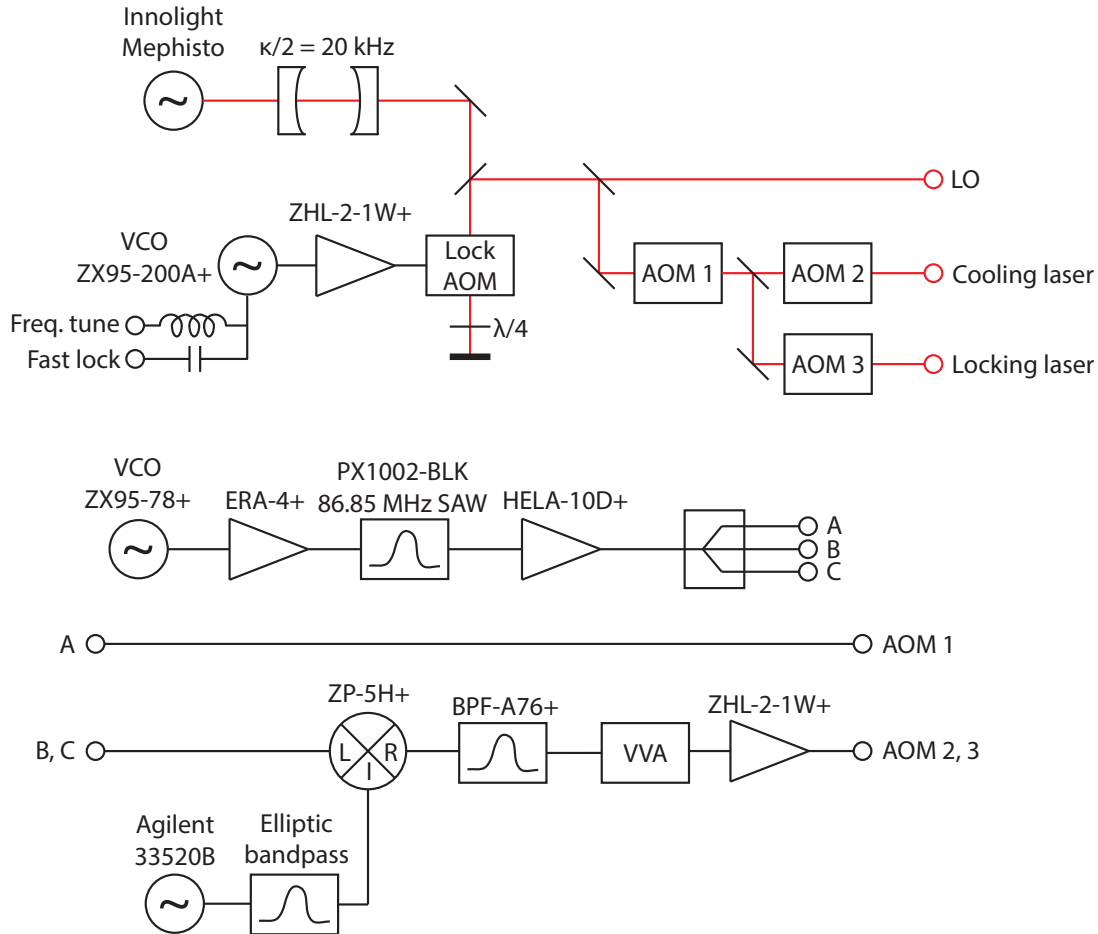 Innolight
Mephisto
κ/2 = 20 kHz
~
LO
ZHL-2-1W+
VCO
ZX95-200A+
~
Lock
AOM
AOM 1
AOM 2
Cooling laser
Freq. tune
λ/4
Fast lock
AOM 3
Locking laser
VCO
ZX95-78+
ERA-4+
PX1002-BLK
86.85 MHz SAW
HELA-10D+
~
A
B
C
A
AOM 1
ZP-5H+
BPF-A76+
ZHL-2-1W+
B, C
L
R
I
VVA
AOM 2, 3
Agilent
33520B
Elliptic
bandpass
~